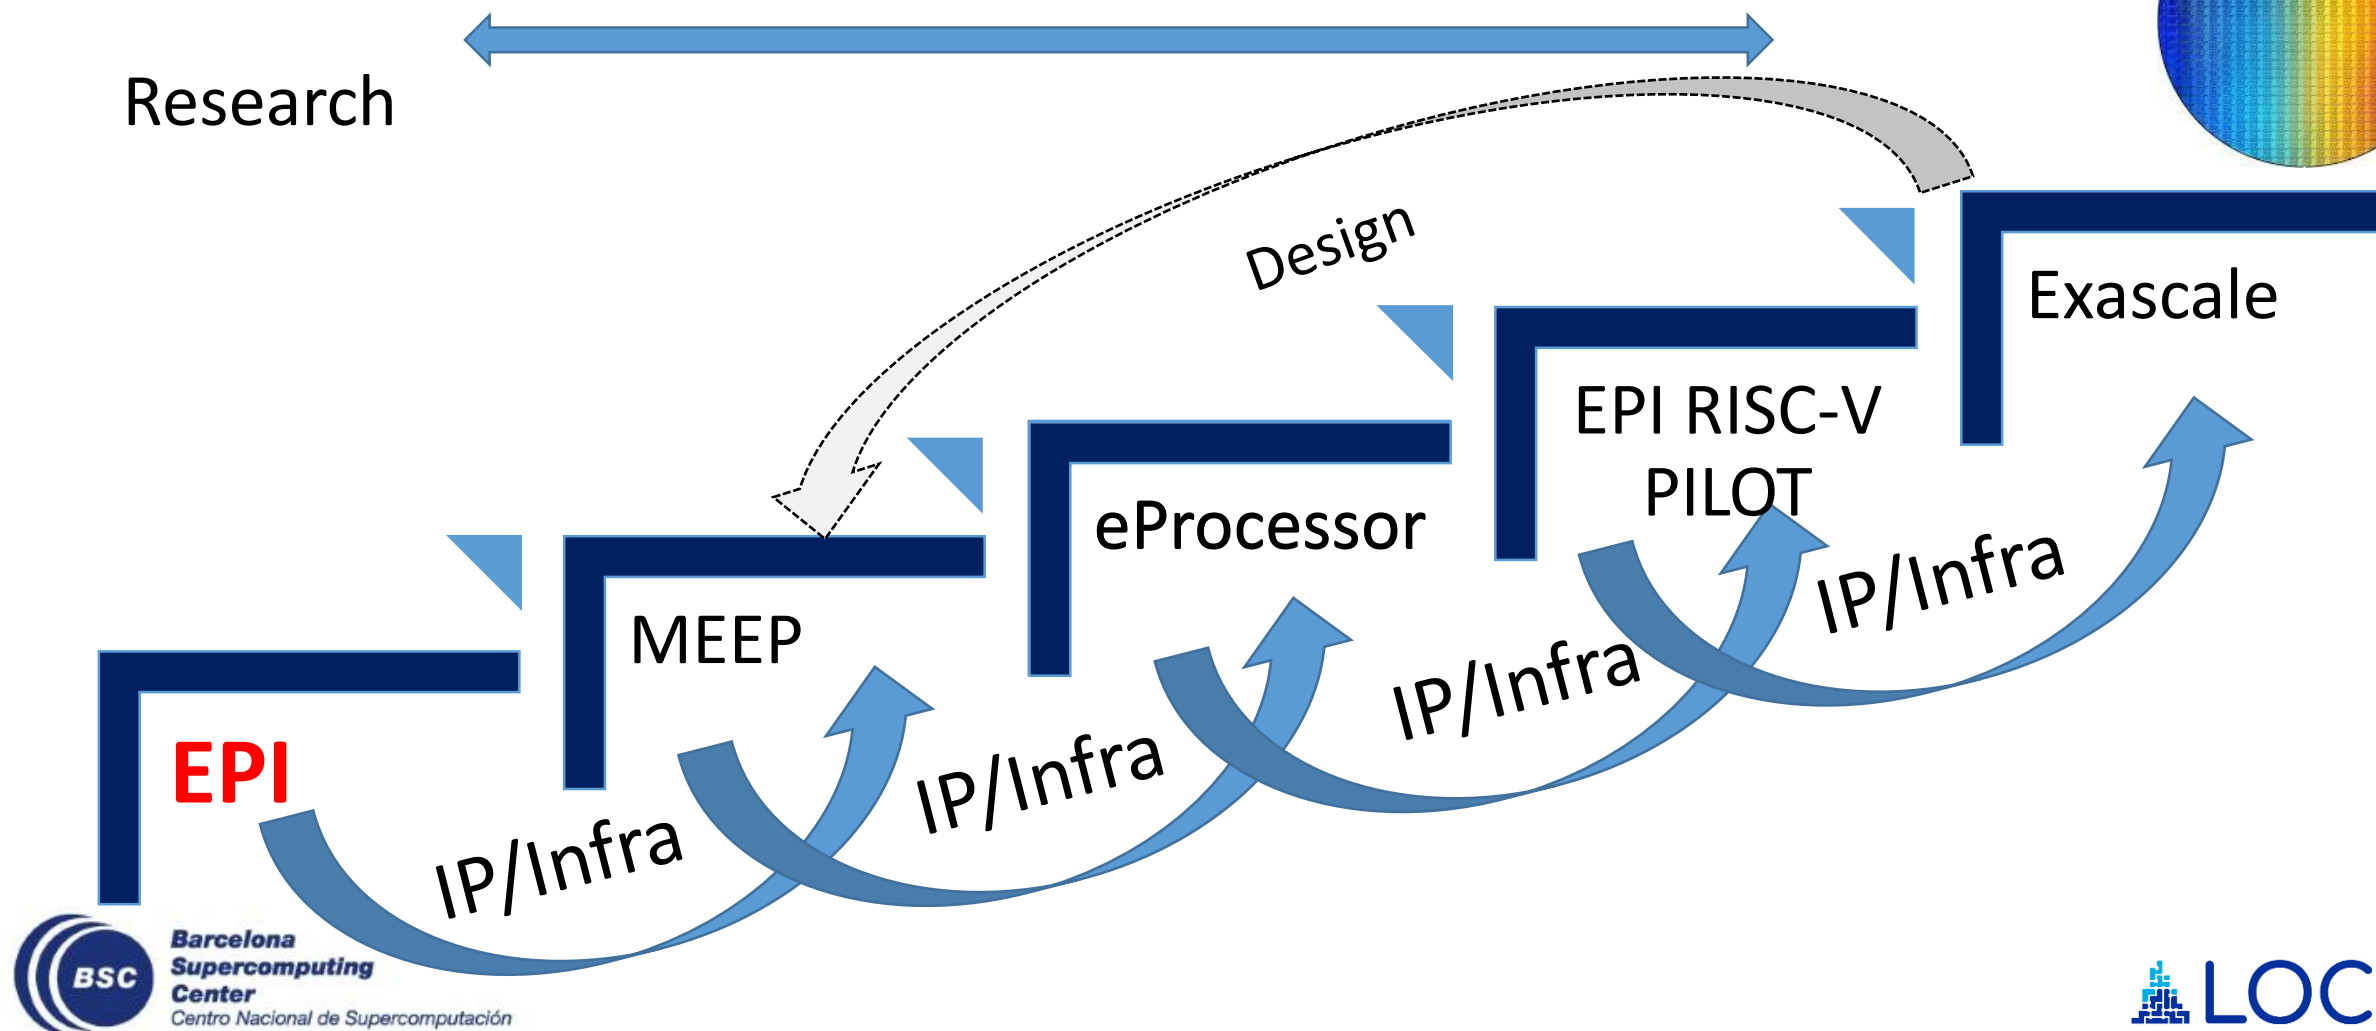 Research
Design
Exascale
EPI RISC-V
PILOT
eProcessor
IP/Infra
MEEP
IP/Infra
IP/Infra
EPI
IP/Infra
BSC
Barcelona
Supercomputing
Center
Centro Nacional de Supercomputación
LOC